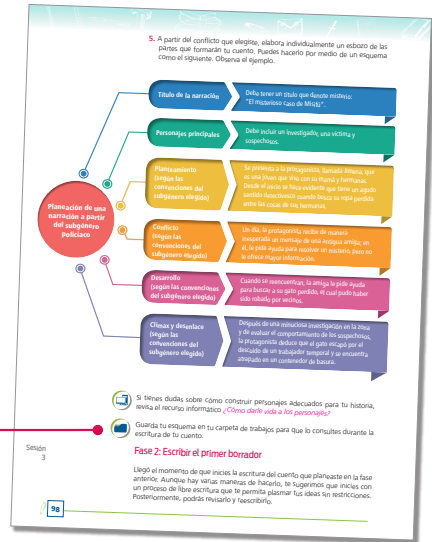 5. A partir del conflicto que elegiste, elabora individualmente un esbozo de las
partes que formarán tu cuento. Puedes hacerlo por medio de un esquema
como el siguiente. Observa el ejemplo.
Planeación de una
narración a partir
del subgénero
policiaco
Título de la narración
Debe tener un título que denote misterio:
"El misterioso caso de Misifú".
Personajes principales
Debe incluir un investigador, una víctima y
sospechosos.
Planteamiento
(según las
convenciones del
subgénero elegido)
Se presenta a la protagonista, llamada Jimena, que
es una joven que vive con su mamá y hermanas.
Desde el inicio se hace evidente que tiene un agudo
sentido detectivesco cuando busca su ropa perdida
entre las cosas de sus hermanas.
Conflicto
(según las
convenciones del
subgénero elegido)
Un día, la protagonista recibe de manera
inesperada un mensaje de una antigua amiga; en
él, le pide ayuda para resolver un misterio, pero no
le ofrece mayor información.
Desarrollo
(según las convenciones
del subgénero elegido)
Cuando se reencuentran, la amiga le pide ayuda
para buscar a su gato perdido, el cual pudo haber
sido robado por vecinos.
Clímax y desenlace
(según las
convenciones del
subgénero elegido)
Después de una minuciosa investigación en la zona
y de evaluar el comportamiento de los sospechosos,
la protagonista deduce que el gato escapó por el
descuido de un trabajador temporal y se encuentra
atrapado en un contenedor de basura.
Si tienes dudas sobre cómo construir personajes adecuados para tu historia,
revisa el recurso informático ¿Cómo darle vida a los personajes?
Guarda tu esquema en tu carpeta de trabajos para que lo consultes durante la
escritura de tu cuento.
Sesión
3
Fase 2: Escribir el primer borrador
Llegó el momento de que inicies la escritura del cuento que planeaste en la fase
anterior. Aunque hay varias maneras de hacerlo, te sugerimos que inicies con
un proceso de libre escritura que te permita plasmar tus ideas sin restricciones.
Posteriormente, podrás revisarlo y reescribirlo.
98